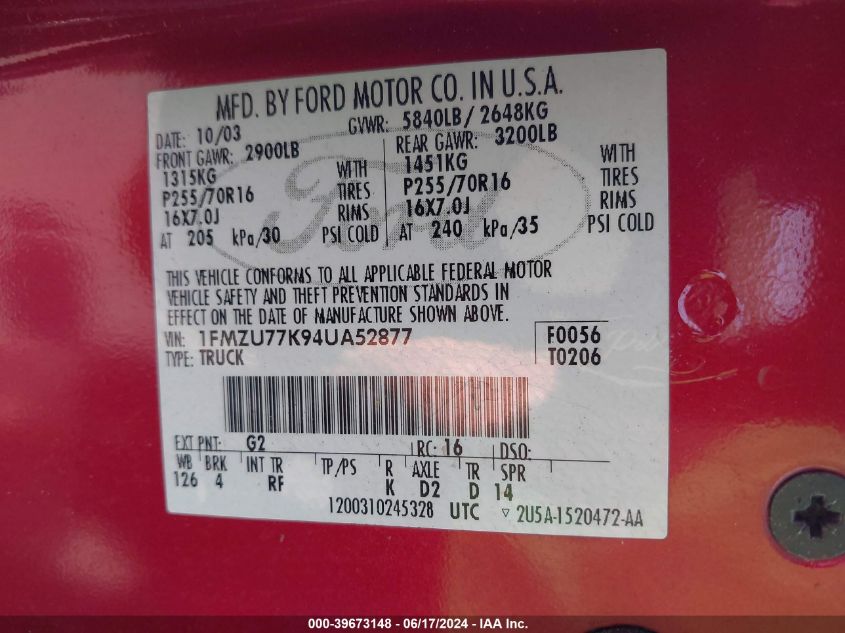 MFD. BY FORD MOTOR CO. IN U.S.A.
DATE: 10/03 GVWR: 5840LB/ 2648KG
FRONT GAWR: 2900LB REAR GAWR: 3200LB
1315KG WITH 1451KG WITH
P255/70R16 TIRES P255/70R16 TIRES
16X7.0J RIMS 16X7.0J RIMS
AT 205 kPa/30 PSI COLD AT 240 kPa/35 PSI COLD
Ford
THIS VEHICLE CONFORMS TO ALL APPLICABLE FEDERAL MOTOR
VEHICLE SAFETY AND THEFT PREVENTION STANDARDS IN
EFFECT ON THE DATE OF MANUFACTURE SHOWN ABOVE.
VIN: 1FMZU77K94UA52877 F0056
TYPE: TRUCK T0206
EXT PNT: G2 RC: 16 DSO:
WB BRK INT TR TP/PS R AXLE TR SPR
126 4 RF K D2 D 14
1200310245328 UTC ▿ 2U5A-1520472-AA
000-39673148 - 06/17/2024 - IAA Inc.